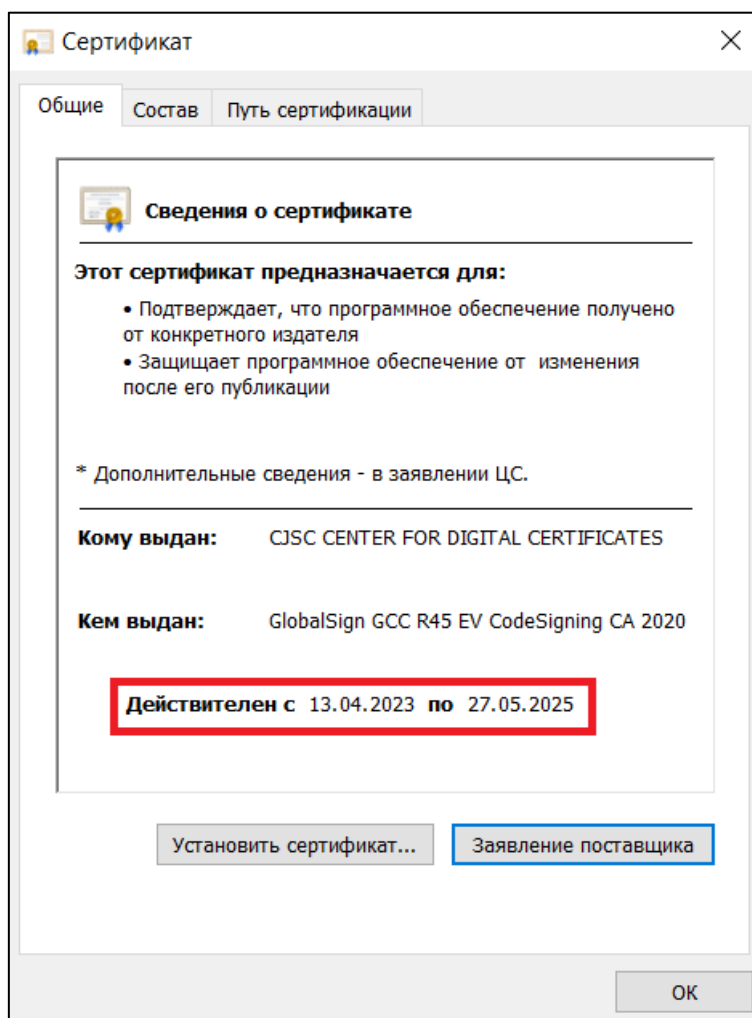 Сертификат
Общие Состав Путь сертификации
Сведения о сертификате
Этот сертификат предназначается для:
• Подтверждает, что программное обеспечение получено
от конкретного издателя
• Защищает программное обеспечение от изменения
после его публикации
* Дополнительные сведения - в заявлении ЦС.
Кому выдан: CJSC CENTER FOR DIGITAL CERTIFICATES
Кем выдан: GlobalSign GCC R45 EV CodeSigning CA 2020
Действителен с 13.04.2023 по 27.05.2025
Установить сертификат... Заявление поставщика
ОК